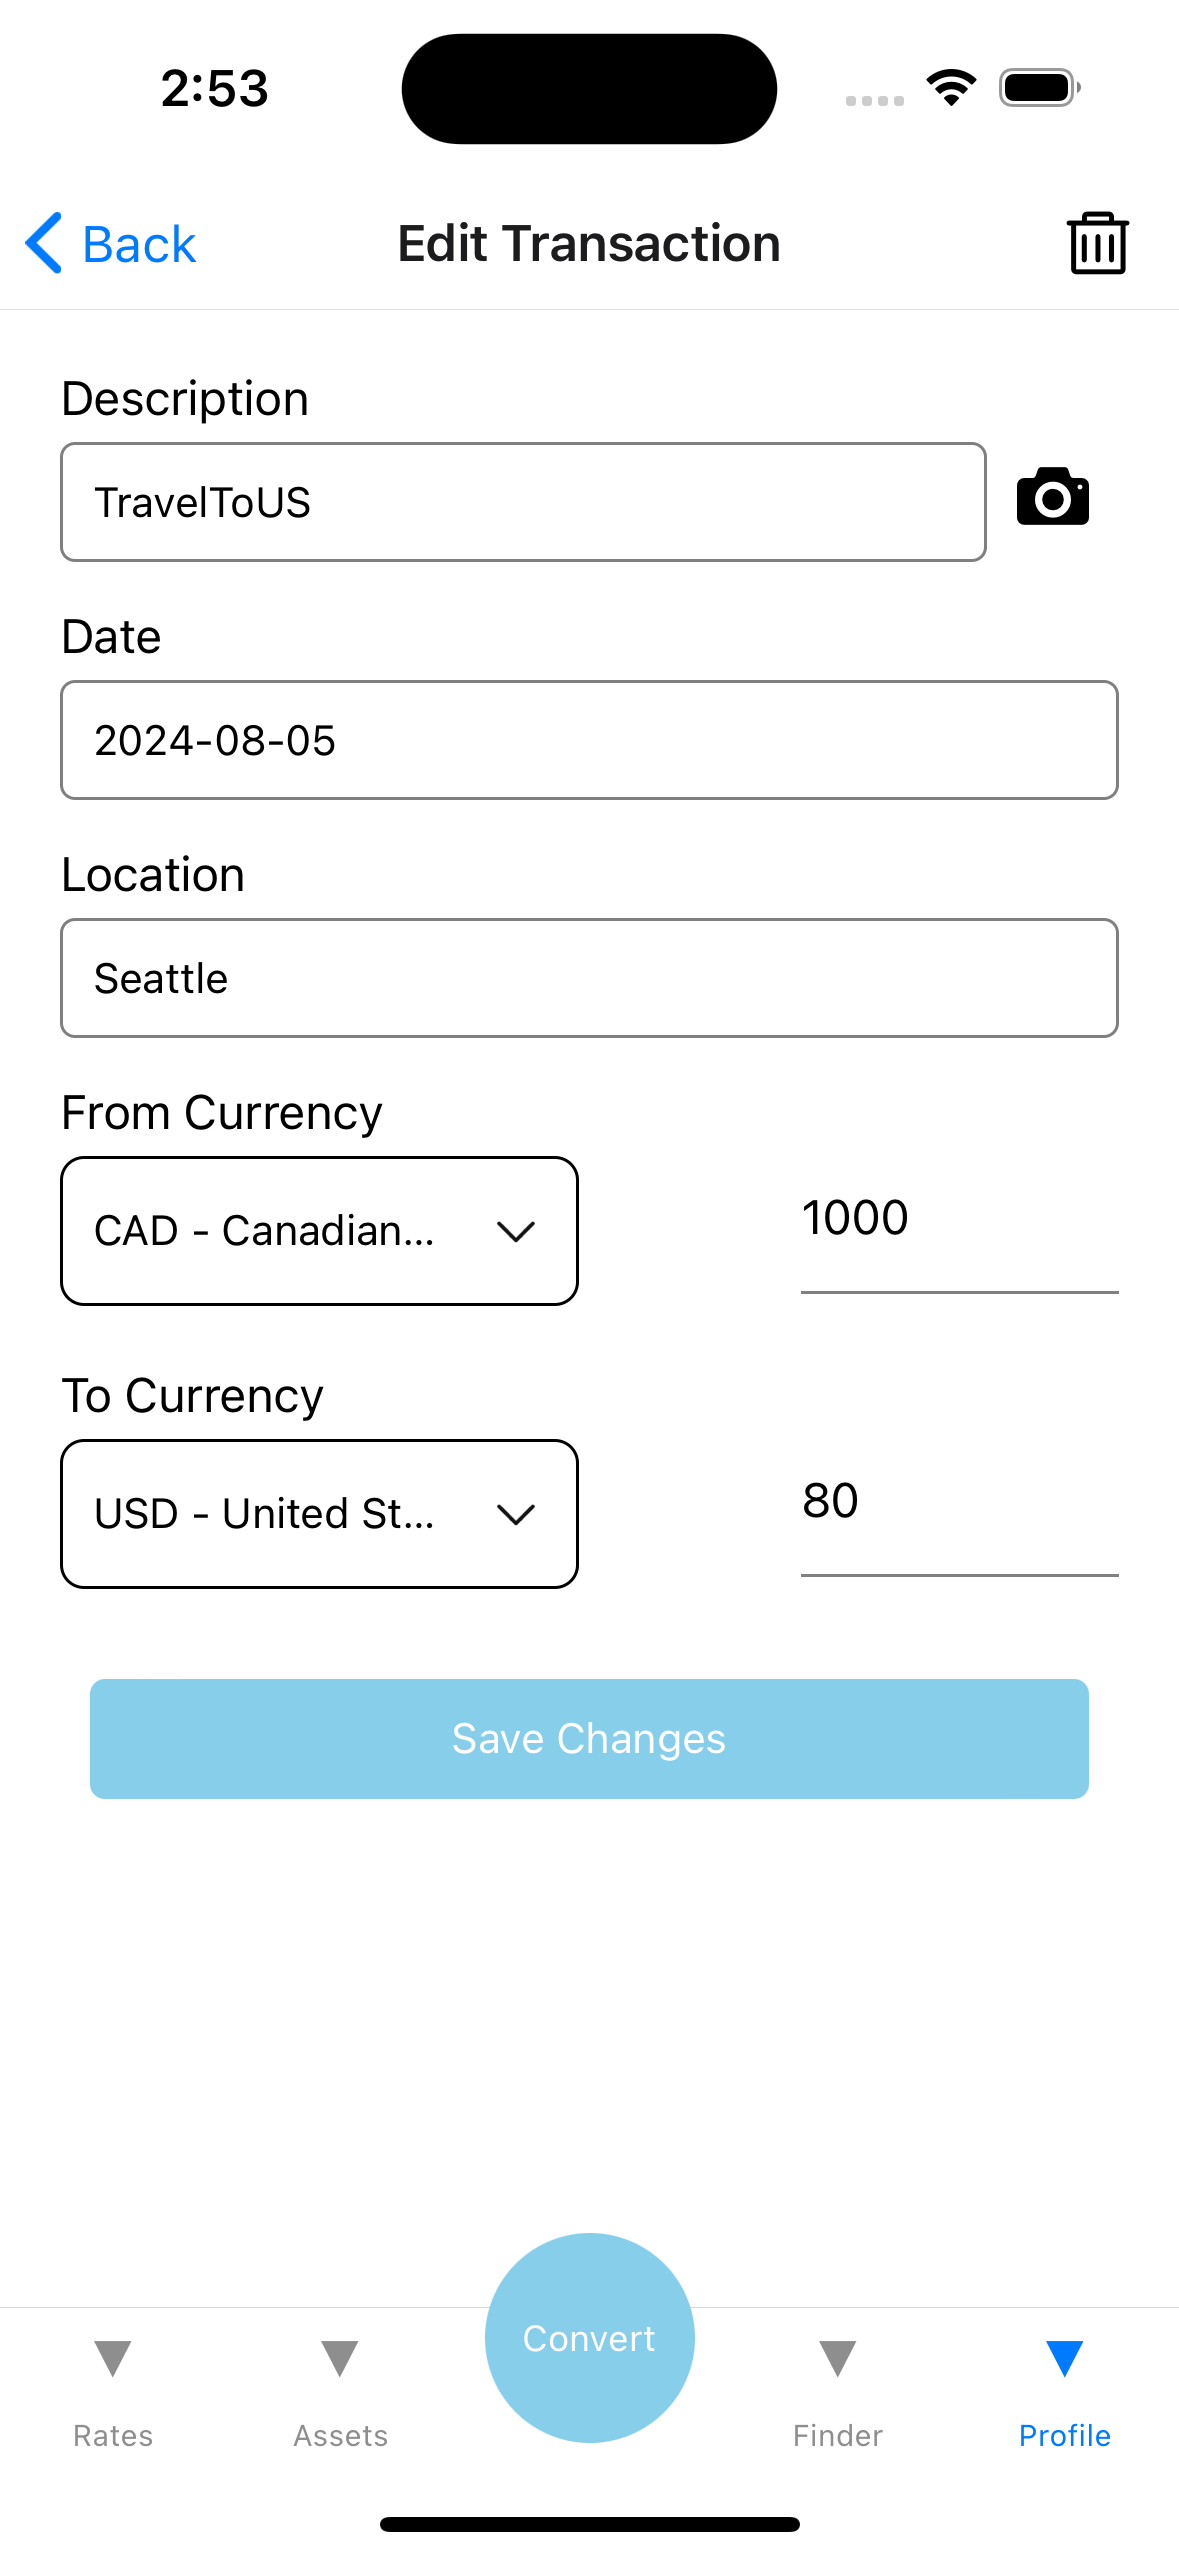 2:53
Back
Edit Transaction
Description
TravelToUS
Date
2024-08-05
Location
Seattle
From Currency
CAD - Canadian...
1000
To Currency
USD - United St...
80
Save Changes
Convert
Rates
Assets
Finder
Profile